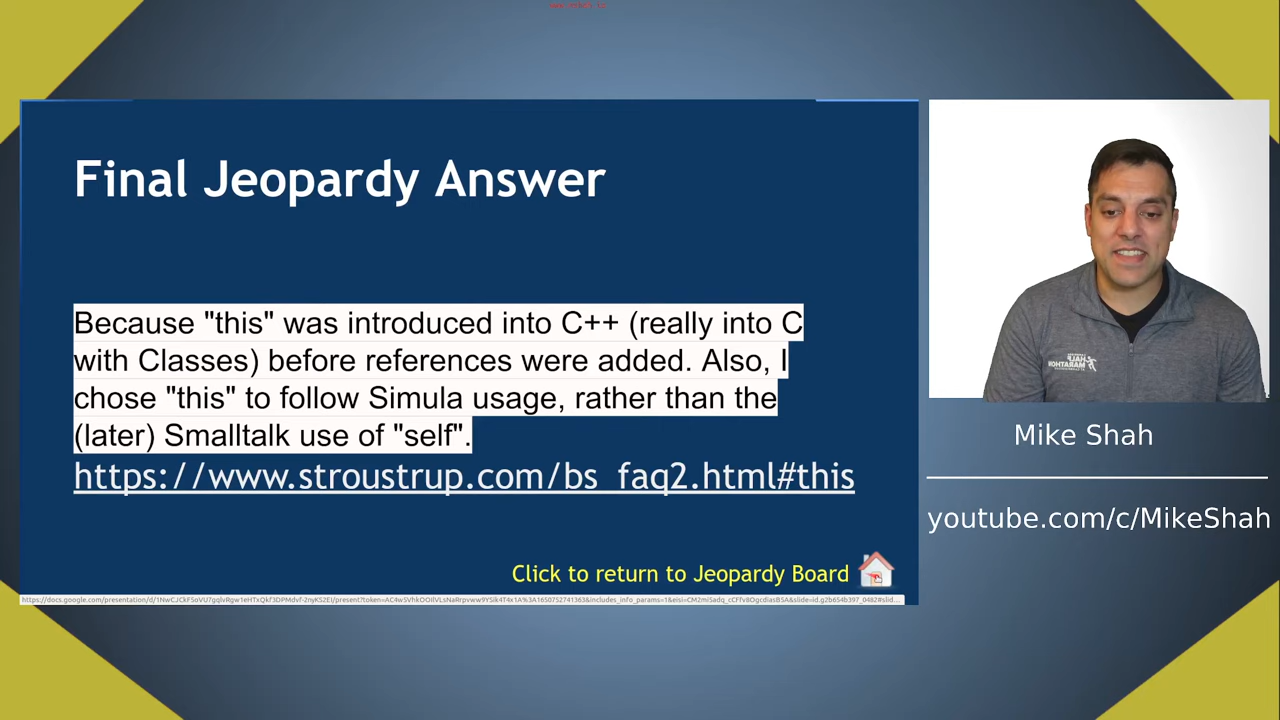 Final Jeopardy Answer
Because "this" was introduced into C++ (really into C
with Classes) before references were added. Also, I
chose "this" to follow Simula usage, rather than the
(later) Smalltalk use of "self".
https://www.stroustrup.com/bs_faq2.html#this
Click to return to Jeopardy Board
HALF
MARATHON
Mike Shah
youtube.com/c/MikeShah